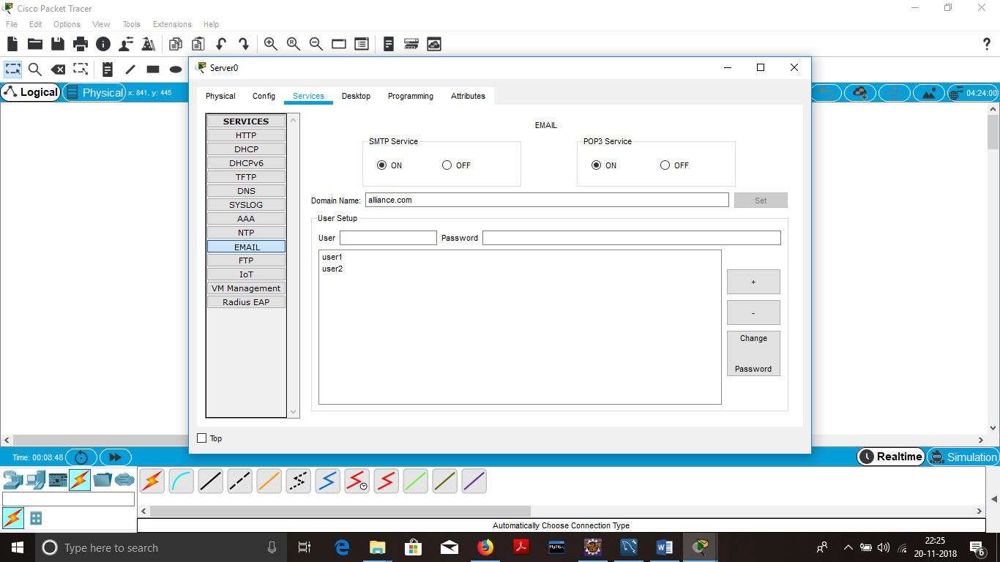 Cisco Packet Tracer
File Edit Options View Tools Extensions Help
?
Server0
Logical Physical x: 841, y: 445
04:24:00
Physical Config Services Desktop Programming Attributes
SERVICES
HTTP
DHCP
DHCPv6
TFTP
DNS
SYSLOG
AAA
NTP
EMAIL
FTP
IoT
VM Management
Radius EAP
EMAIL
SMTP Service
ON OFF
POP3 Service
ON OFF
Domain Name: alliance.com Set
User Setup
User Password
user1
user2
+
-
Change
Password
Top
Time: 00:08:48
Realtime Simulation
Automatically Choose Connection Type
Type here to search
MySQL
22:25
20-11-2018
6